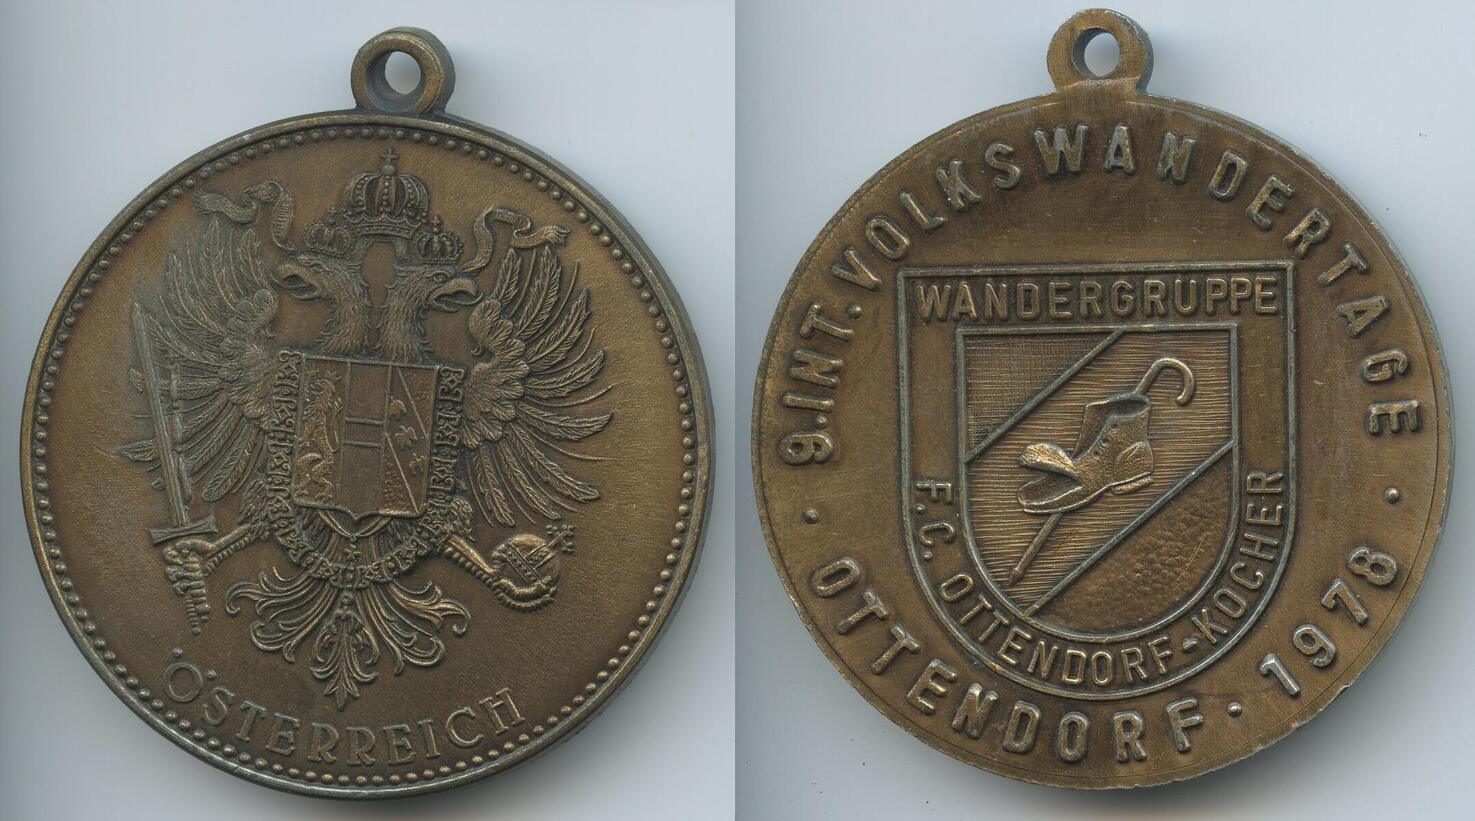 ÖSTERREICH
9. INT. VOLKSWANDERTAGE
WANDERGRUPPE
F.C. OTTENDORF-KOCHER
· OTTENDORF · 1978 ·